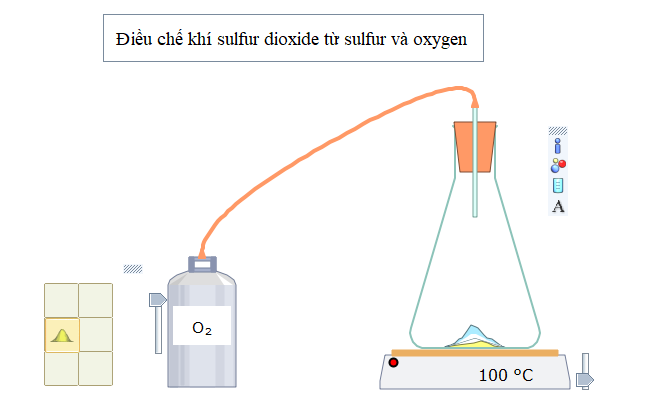 Điều chế khí sulfur dioxide từ sulfur và oxygen
A
O₂
100 °C